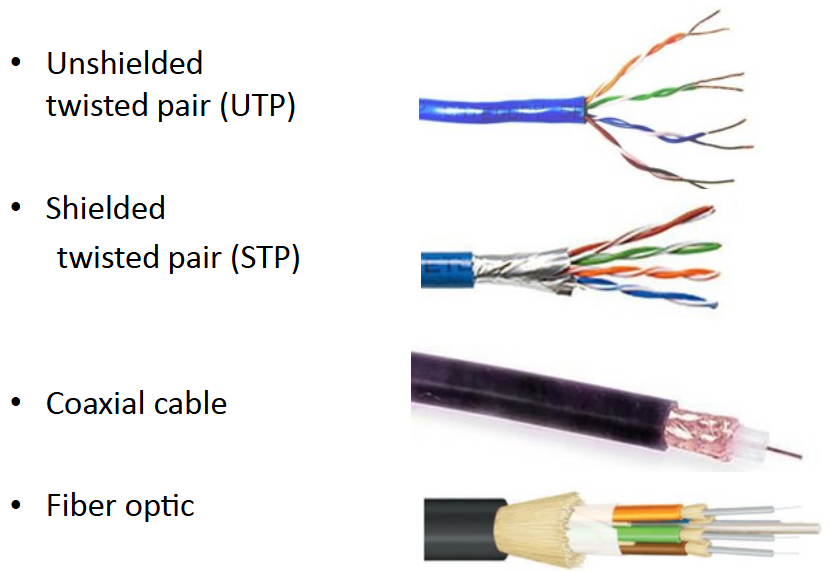 • Unshielded
twisted pair (UTP)
• Shielded
twisted pair (STP)
• Coaxial cable
• Fiber optic